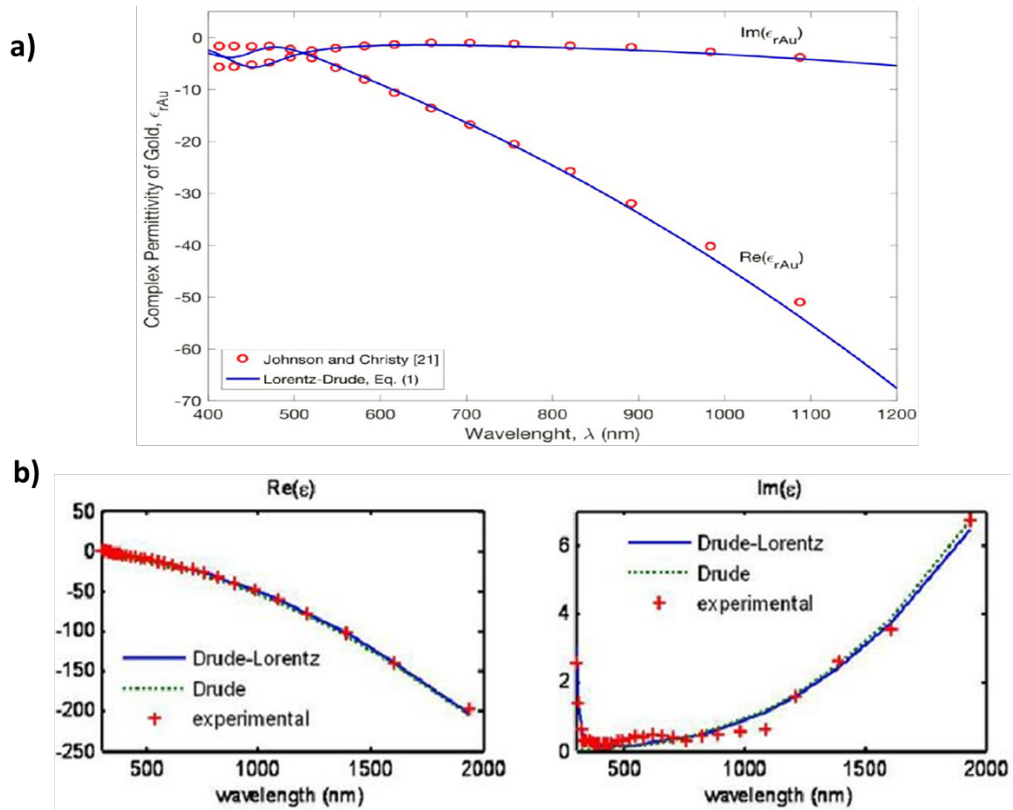 a)
Complex Permittivity of Gold, ϵrAu
0
-10
-20
-30
-40
-50
-60
-70
Im(ϵrAu)
Re(ϵrAu)
Johnson and Christy [21]
Lorentz-Drude, Eq. (1)
400 500 600 700 800 900 1000 1100 1200
Wavelenght, λ (nm)
b)
Re(ε)
50
0
-50
-100
-150
-200
-250
Drude-Lorentz
Drude
experimental
500 1000 1500 2000
wavelength (nm)
Im(ε)
6
4
2
0
Drude-Lorentz
Drude
experimental
500 1000 1500 2000
wavelength (nm)